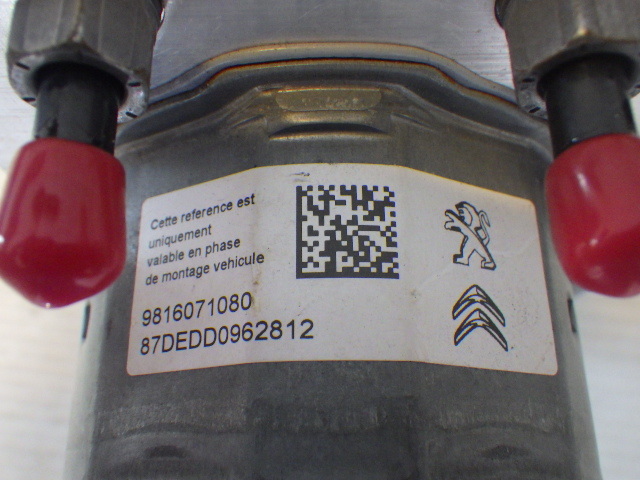 Cette reference est
uniquement
valable en phase
de montage vehicule
9816071080
87DEDD0962812